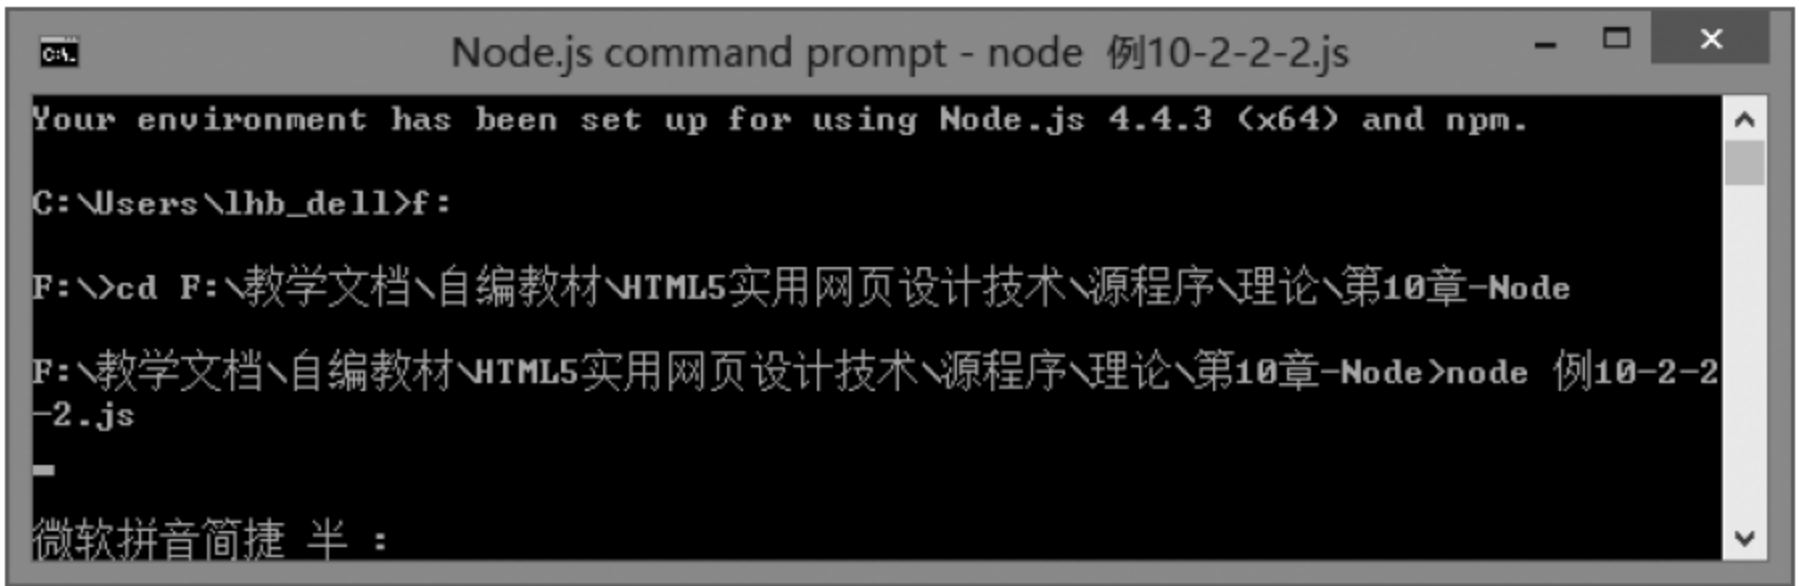 Node.js command prompt - node 例10-2-2-2.js
Your environment has been set up for using Node.js 4.4.3 (x64) and npm.
C:\Users\lhb_dell>f:
F:\>cd F:\教学文档\自编教材\HTML5实用网页设计技术\源程序\理论\第10章-Node
F:\教学文档\自编教材\HTML5实用网页设计技术\源程序\理论\第10章-Node>node 例10-2-2
-2.js
微软拼音简捷 半 :